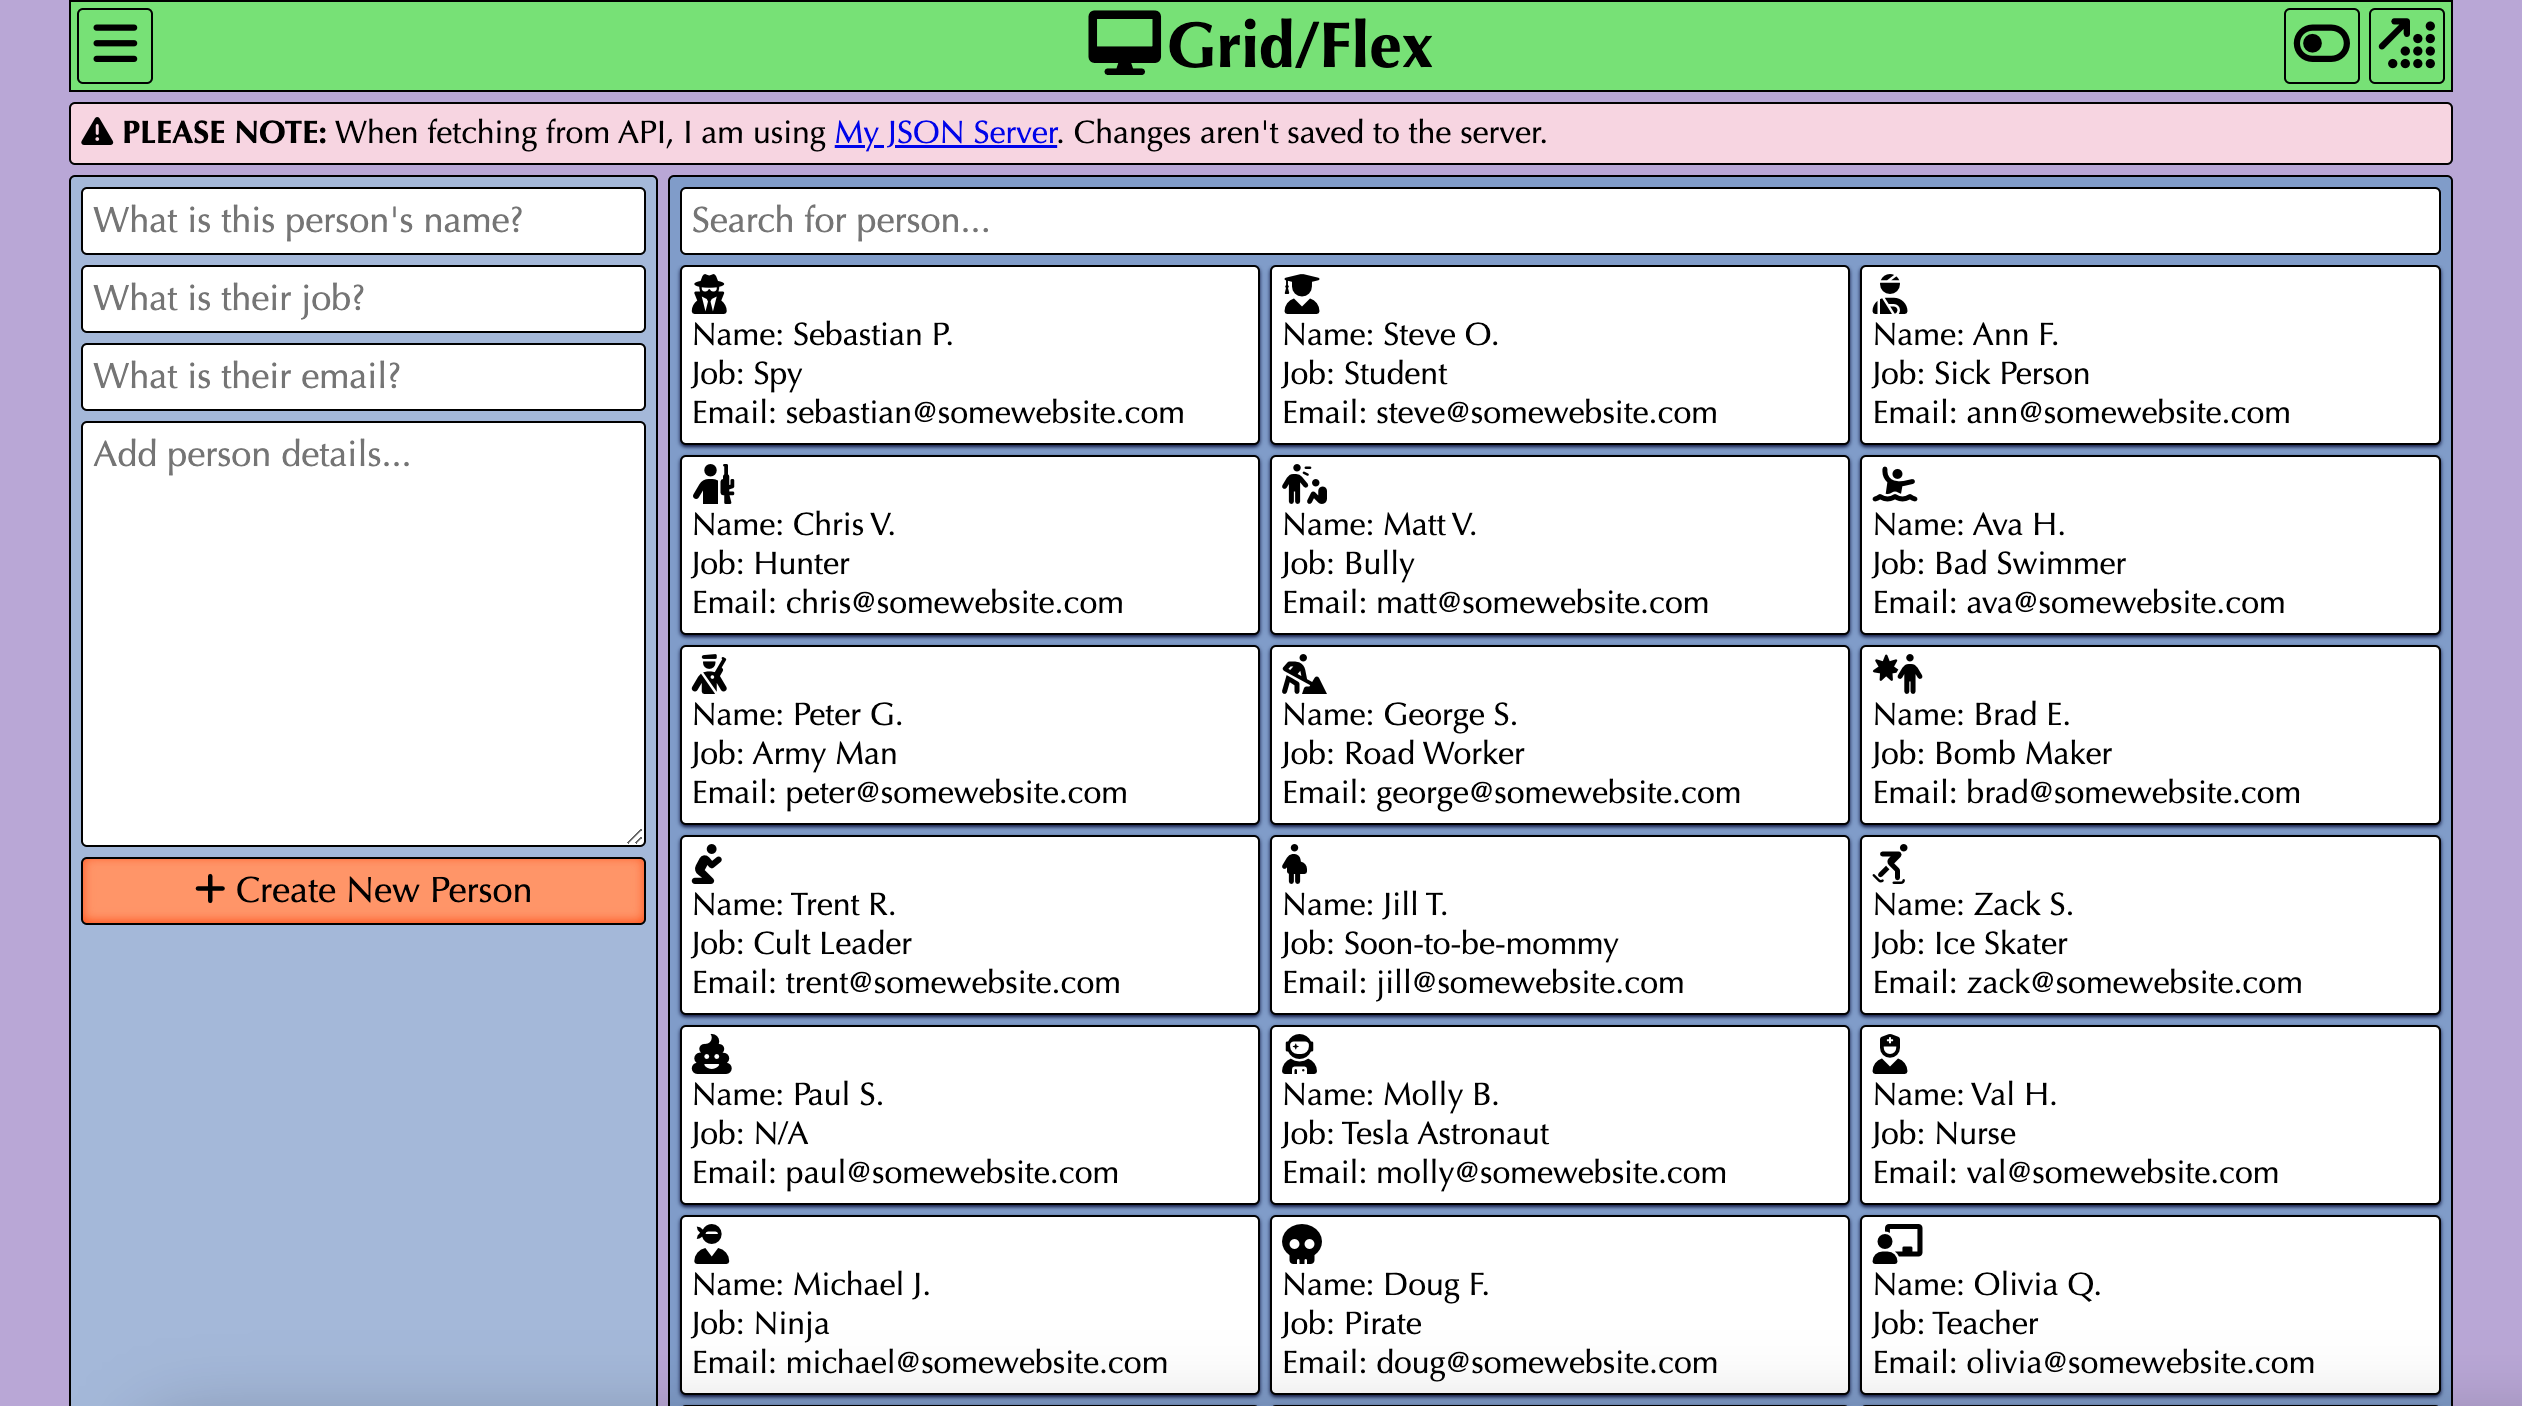 Grid/Flex
PLEASE NOTE: When fetching from API, I am using My JSON Server. Changes aren't saved to the server.
What is this person's name?
What is their job?
What is their email?
Add person details...
+ Create New Person
Search for person...
Name: Sebastian P.
Job: Spy
Email: sebastian@somewebsite.com
Name: Steve O.
Job: Student
Email: steve@somewebsite.com
Name: Ann F.
Job: Sick Person
Email: ann@somewebsite.com
Name: Chris V.
Job: Hunter
Email: chris@somewebsite.com
Name: Matt V.
Job: Bully
Email: matt@somewebsite.com
Name: Ava H.
Job: Bad Swimmer
Email: ava@somewebsite.com
Name: Peter G.
Job: Army Man
Email: peter@somewebsite.com
Name: George S.
Job: Road Worker
Email: george@somewebsite.com
Name: Brad E.
Job: Bomb Maker
Email: brad@somewebsite.com
Name: Trent R.
Job: Cult Leader
Email: trent@somewebsite.com
Name: Jill T.
Job: Soon-to-be-mommy
Email: jill@somewebsite.com
Name: Zack S.
Job: Ice Skater
Email: zack@somewebsite.com
Name: Paul S.
Job: N/A
Email: paul@somewebsite.com
Name: Molly B.
Job: Tesla Astronaut
Email: molly@somewebsite.com
Name: Val H.
Job: Nurse
Email: val@somewebsite.com
Name: Michael J.
Job: Ninja
Email: michael@somewebsite.com
Name: Doug F.
Job: Pirate
Email: doug@somewebsite.com
Name: Olivia Q.
Job: Teacher
Email: olivia@somewebsite.com